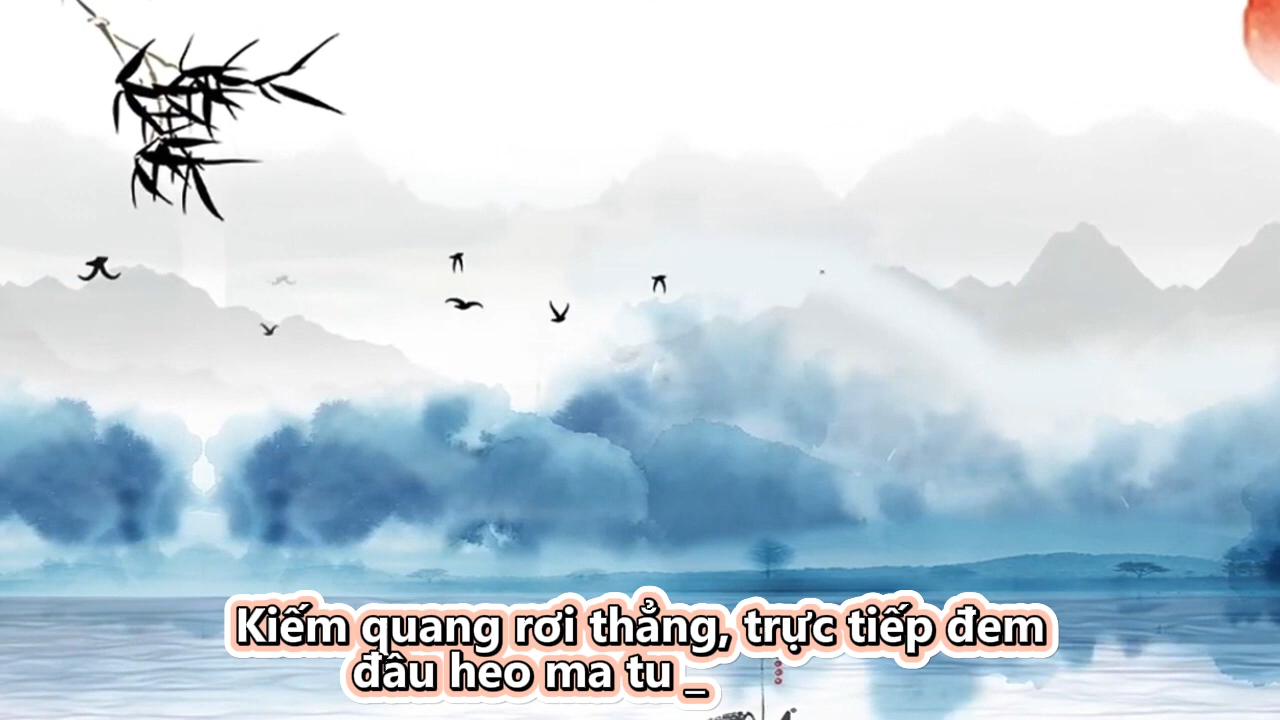 Kiếm quang rơi thẳng, trực tiếp đem
đầu heo ma tu _